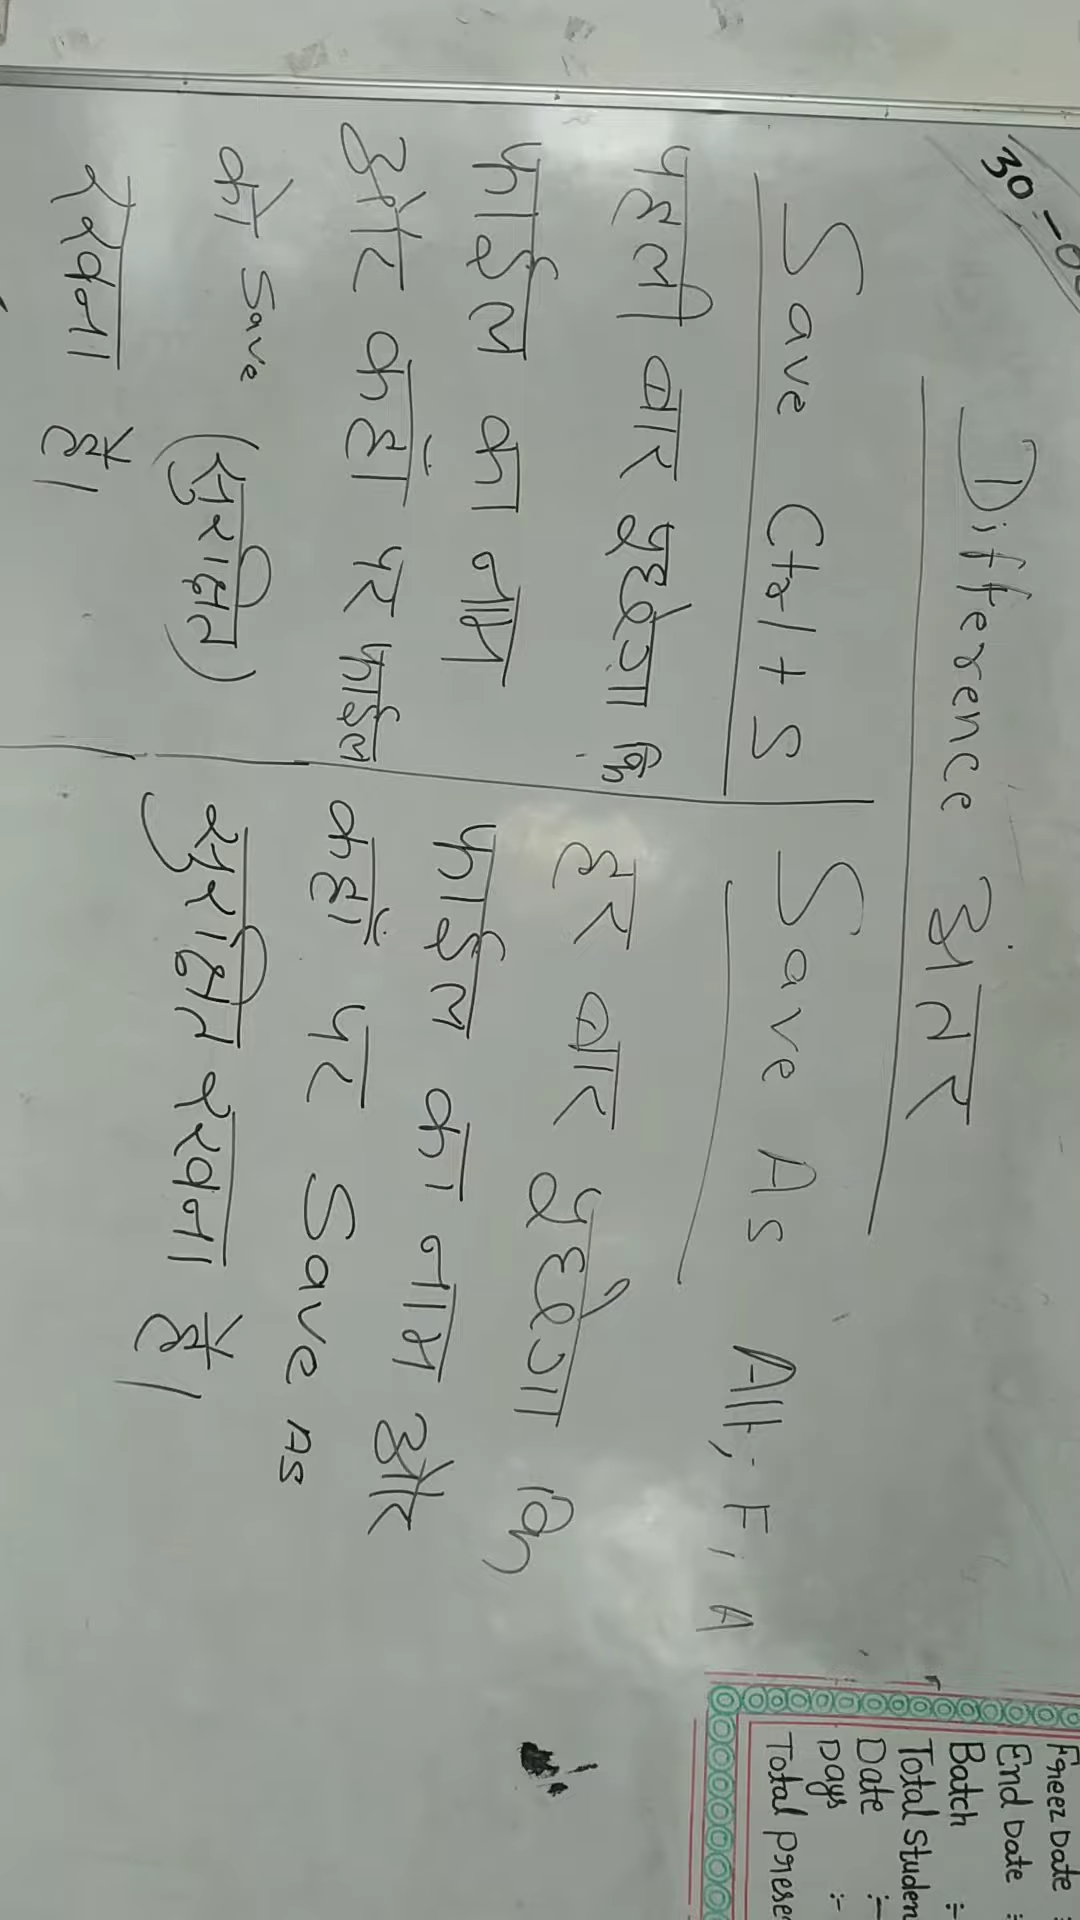 30-0
Difference अंतर
Save Ctrl+S
पहली बार पुछेगा कि
फाईल का नाम
और कहाँ पर फाईल
को Save (सुरक्षित)
रखना है।
Save As Alt, F, A
हर बार पुछेगा कि
फाईल का नाम और
कहाँ पर Save As
सुरक्षित रखना है।
Freez Date :
End Date :
Batch :-
Total Studen
Date :-
Days :-
Total prese